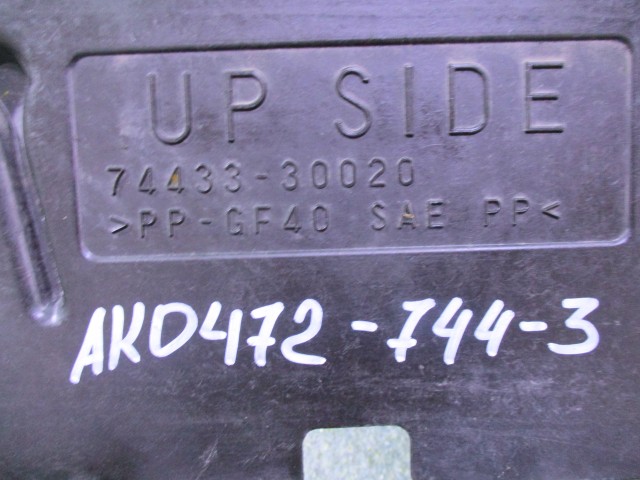 UP SIDE
74433-30020
>PP-GF40 SAE PP<
AKD472-744-3